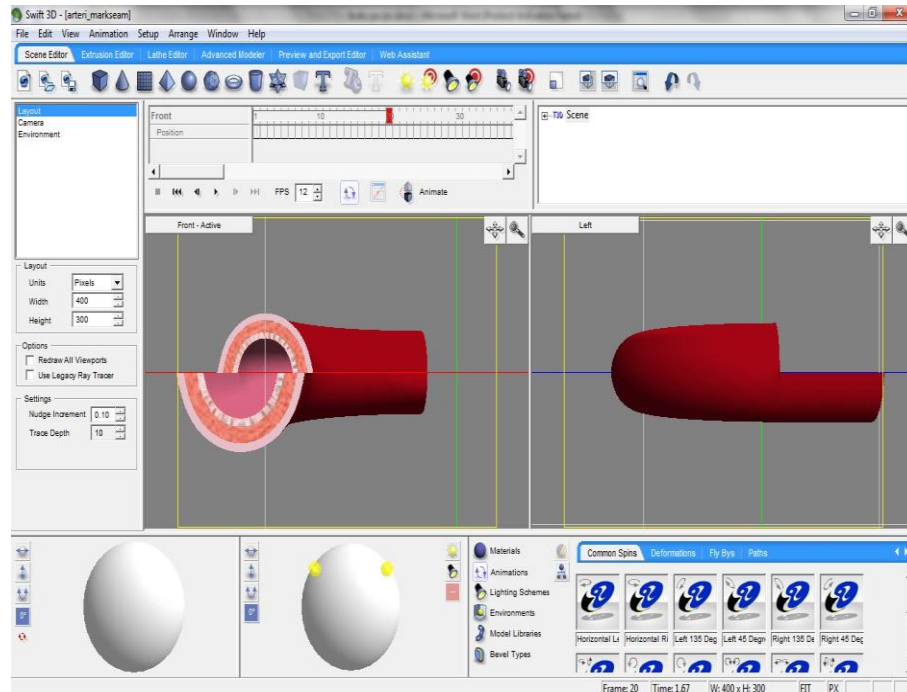 Swift 3D - [arteri_markseam]
File Edit View Animation Setup Arrange Window Help
Scene Editor Extrusion Editor Lathe Editor Advanced Modeler Preview and Export Editor Web Assistant
Layout
Camera
Environment
Front 1 10 30
Position
FPS 12 Animate
Scene
Front - Active
Left
Layout
Units Pixels
Width 400
Height 300
Options
Redraw All Viewports
Use Legacy Ray Tracer
Settings
Nudge Increment 0.10
Trace Depth 10
Materials
Animations
Lighting Schemes
Environments
Model Libraries
Bevel Types
Common Spins Deformations Fly Bys Paths
Horizontal Le Horizontal Ri Left 135 Deg Left 45 Degr Right 135 De Right 45 Deg
Frame: 20 Time: 1.67 W: 400 x H: 300 FIT PX